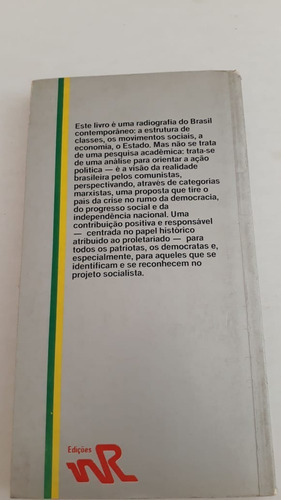 Este livro é uma radiografia do Brasil
contemporâneo: a estrutura de
classes, os movimentos sociais, a
economia, o Estado. Mas não se trata
de uma pesquisa acadêmica: trata-se
de uma análise para orientar a ação
política — é a visão da realidade
brasileira pelos comunistas,
perspectivando, através de categorias
marxistas, uma proposta que tire o
país da crise no rumo da democracia,
do progresso social e da
independência nacional. Uma
contribuição positiva e responsável
— centrada no papel histórico
atribuido ao proletariado — para
todos os patriotas, os democratas e,
especialmente, para aqueles que se
identificam e se reconhecem no
projeto socialista.
Edições
NR